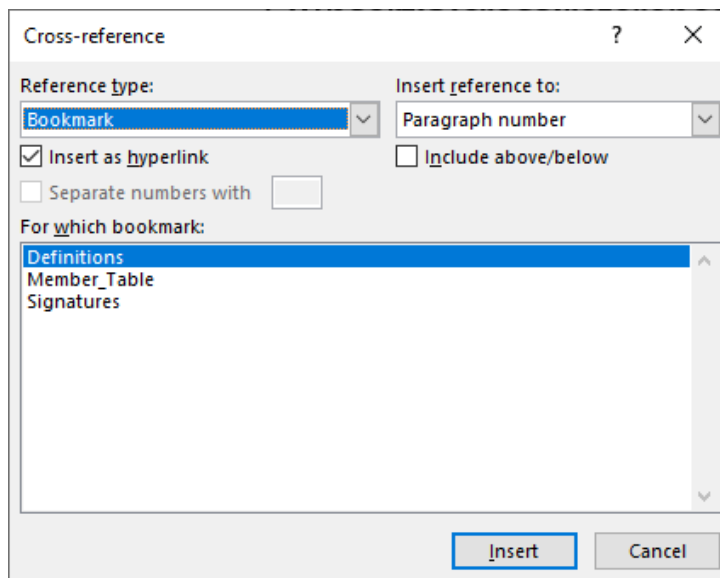 Cross-reference ?
Reference type: Insert reference to:
Bookmark Paragraph number
Insert as hyperlink Include above/below
Separate numbers with
For which bookmark:
Definitions
Member_Table
Signatures
Insert Cancel